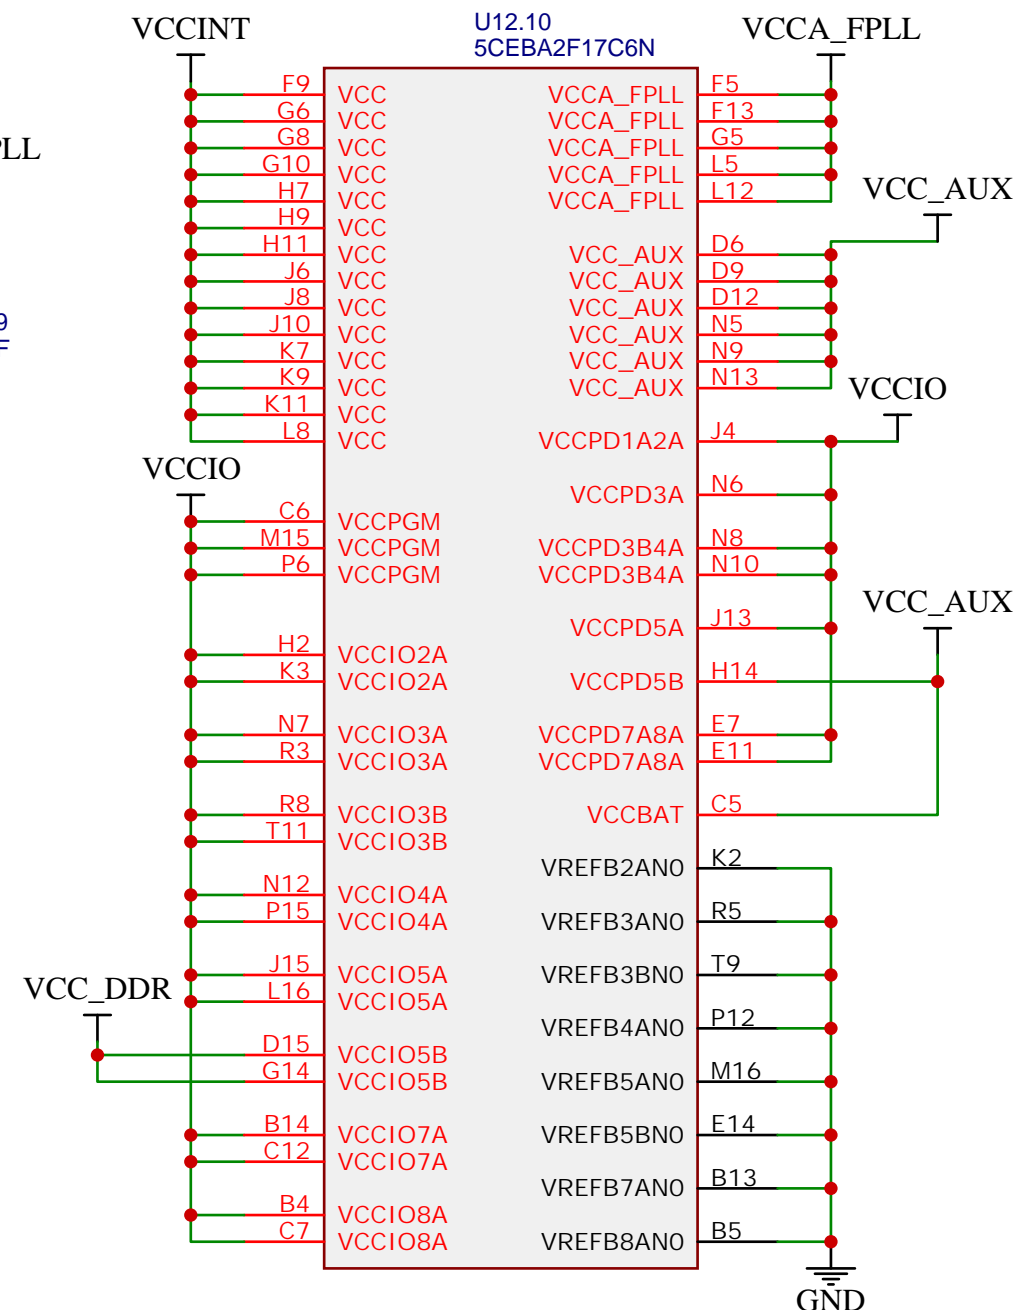 U12.10
5CEBA2F17C6N
VCCINT
VCCA_FPLL
F9 VCC VCCA_FPLL F5
G6 VCC VCCA_FPLL F13
G8 VCC VCCA_FPLL G5
G10 VCC VCCA_FPLL L5
H7 VCC VCCA_FPLL L12
PLL
VCC_AUX
H9 VCC
H11 VCC VCC_AUX D6
J6 VCC VCC_AUX D9
J8 VCC VCC_AUX D12
J10 VCC VCC_AUX N5
K7 VCC VCC_AUX N9
K9 VCC VCC_AUX N13
9
F
VCCIO
K11 VCC
L8 VCC VCCPD1A2A J4
VCCIO
VCCPD3A N6
C6 VCCPGM
M15 VCCPGM VCCPD3B4A N8
P6 VCCPGM VCCPD3B4A N10
VCC_AUX
VCCPD5A J13
H2 VCCIO2A
K3 VCCIO2A VCCPD5B H14
N7 VCCIO3A VCCPD7A8A E7
R3 VCCIO3A VCCPD7A8A E11
R8 VCCIO3B VCCBAT C5
T11 VCCIO3B
VREFB2AN0 K2
N12 VCCIO4A
P15 VCCIO4A VREFB3AN0 R5
J15 VCCIO5A VREFB3BN0 T9
L16 VCCIO5A
VCC_DDR
VREFB4AN0 P12
D15 VCCIO5B
G14 VCCIO5B VREFB5AN0 M16
B14 VCCIO7A VREFB5BN0 E14
C12 VCCIO7A
VREFB7AN0 B13
B4 VCCIO8A
C7 VCCIO8A VREFB8AN0 B5
GND